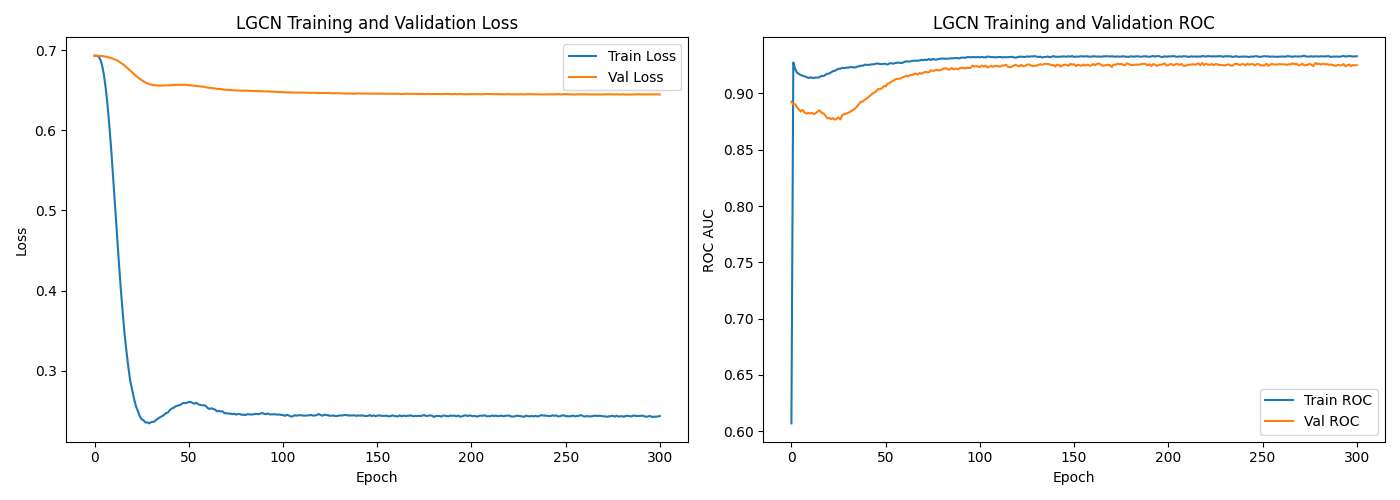 LGCN Training and Validation Loss
Loss
0.7
0.6
0.5
0.4
0.3
Train Loss
Val Loss
0 50 100 150 200 250 300
Epoch
LGCN Training and Validation ROC
ROC AUC
0.90
0.85
0.80
0.75
0.70
0.65
0.60
Train ROC
Val ROC
0 50 100 150 200 250 300
Epoch